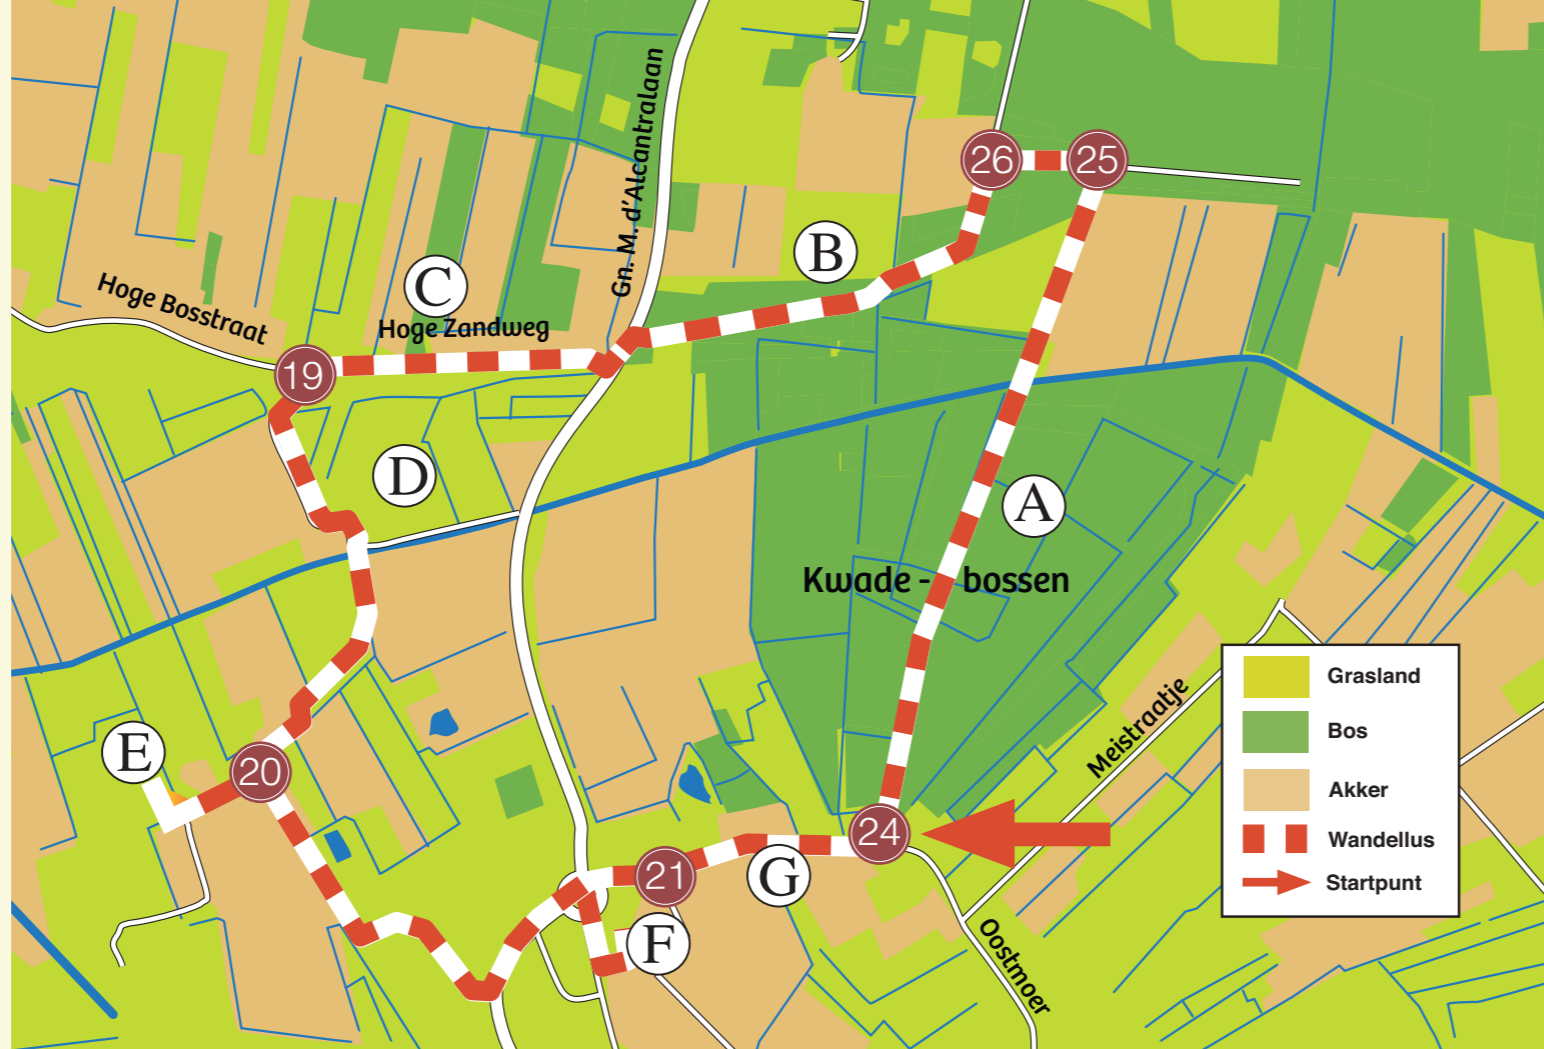 Gn. M. d'Alcantralaan
26
25
B
C
Hoge Bosstraat
Hoge Zandweg
19
D
A
Kwade - bossen
Meistraatje
E
20
24
21
G
F
Oostmoer
Grasland
Bos
Akker
Wandellus
Startpunt